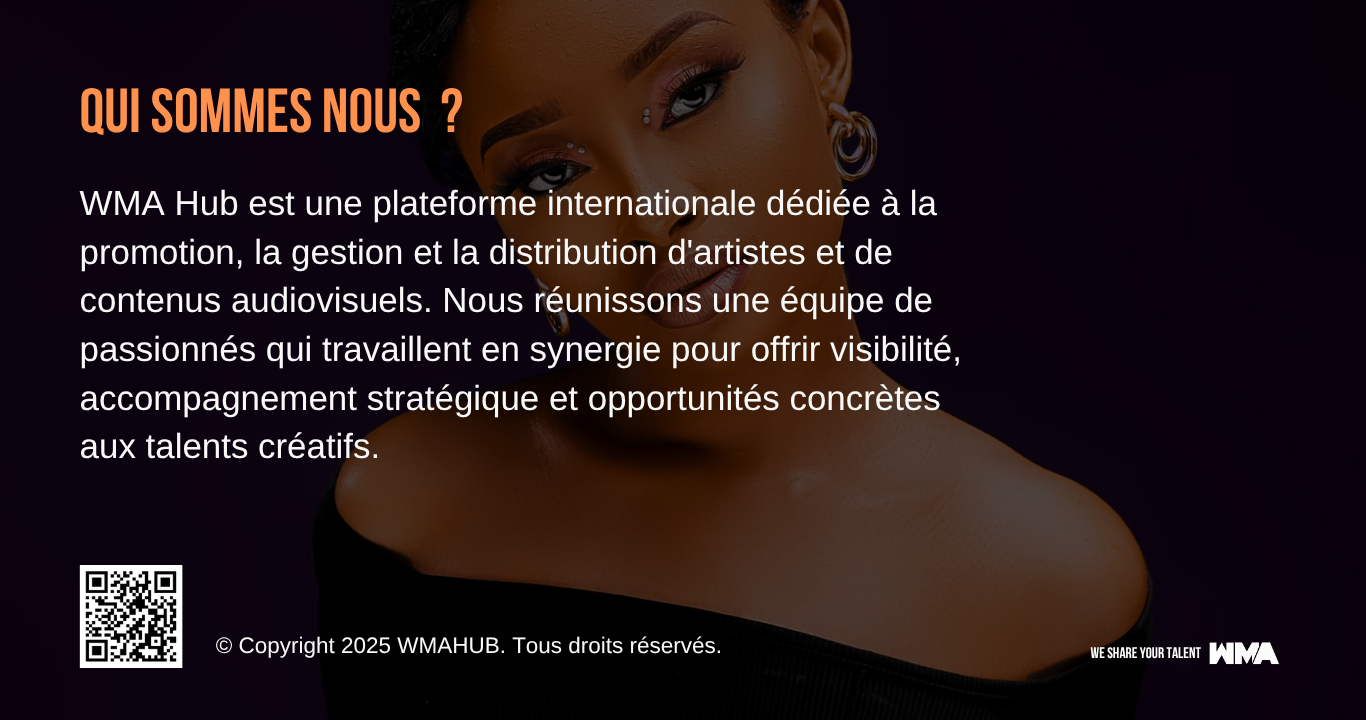 QUI SOMMES NOUS ?
WMA Hub est une plateforme internationale dédiée à la
promotion, la gestion et la distribution d'artistes et de
contenus audiovisuels. Nous réunissons une équipe de
passionnés qui travaillent en synergie pour offrir visibilité,
accompagnement stratégique et opportunités concrètes
aux talents créatifs.
© Copyright 2025 WMAHUB. Tous droits réservés.
WE SHARE YOUR TALENT WMA